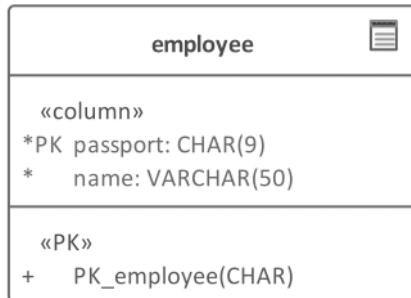 employee
«column»
*PK passport: CHAR(9)
* name: VARCHAR(50)
«PK»
+ PK_employee(CHAR)